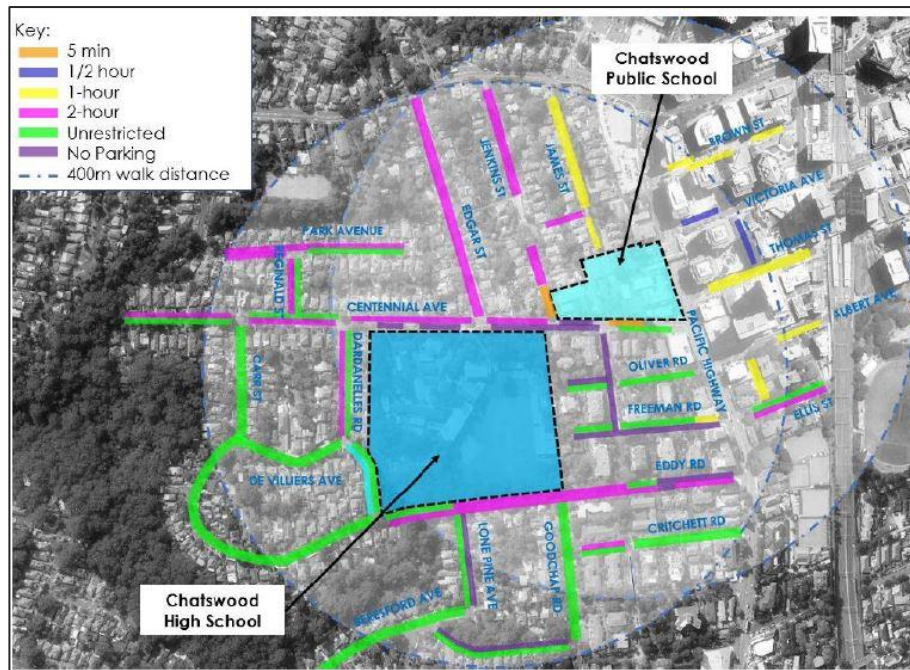 Key:
5 min
1/2 hour
1-hour
2-hour
Unrestricted
No Parking
400m walk distance
Chatswood
Public School
BROWN ST
JENKINS ST
JAMES ST
VICTORIA AVE
EDGAR ST
THOMAS ST
PARK AVENUE
REGINALD ST
ALBERT AVE
CENTENNIAL AVE
PACIFIC HIGHWAY
DARDANELLES RD
OLIVER RD
CARR ST
FREEMAN RD
ELLIS ST
EDDY RD
DE VILLIERS AVE
CRITCHETT RD
LONE PINE AVE
GOODCHAP RD
Chatswood
High School
BERESFORD AVE